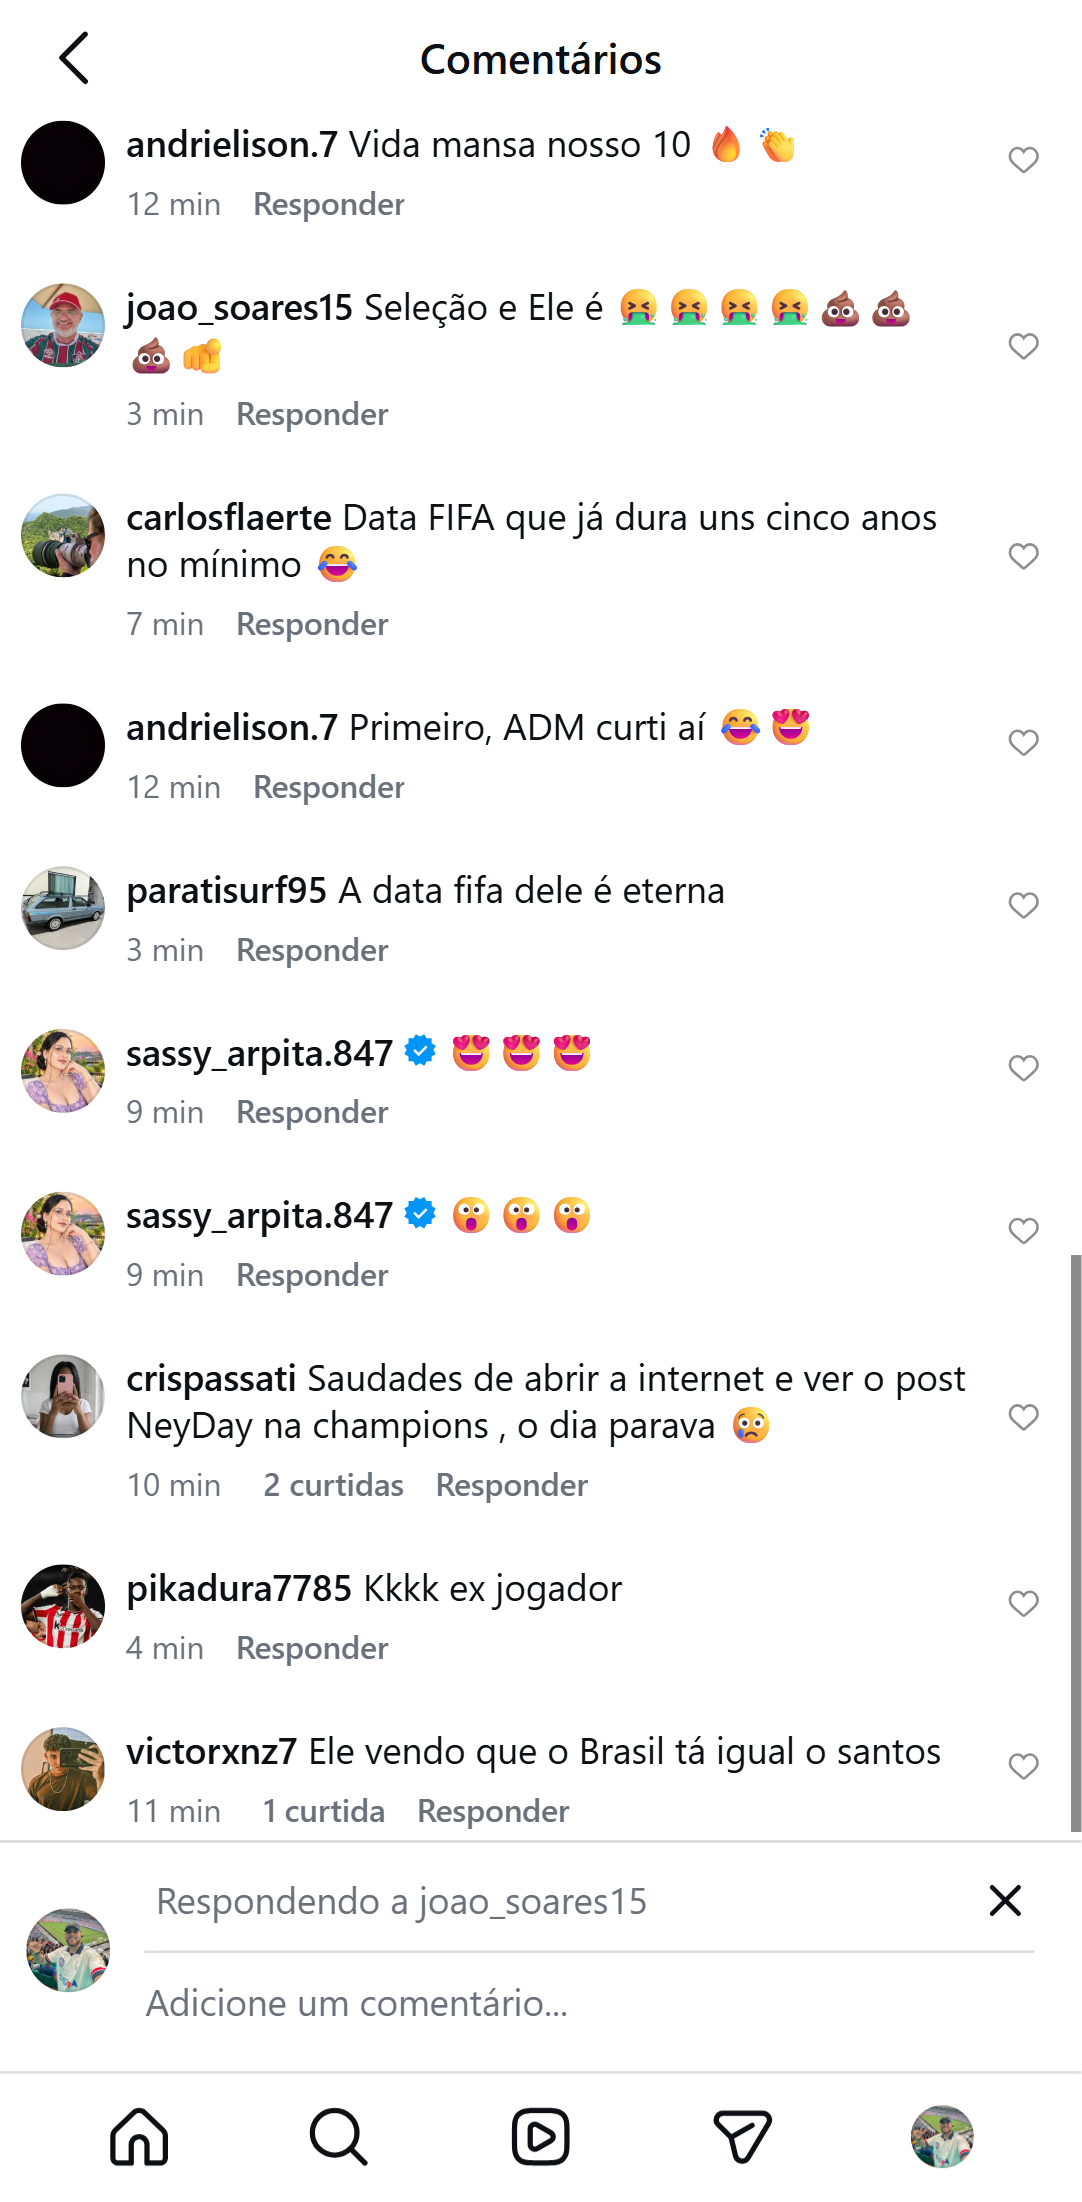 Comentários
andrielison.7 Vida mansa nosso 10 🔥 👏
12 min Responder
joao_soares15 Seleção e Ele é 🤮 🤮 🤮 🤮 💩 💩
💩 🫵
3 min Responder
carlosflaerte Data FIFA que já dura uns cinco anos
no mínimo 😂
7 min Responder
andrielison.7 Primeiro, ADM curti aí 😂 😍
12 min Responder
paratisurf95 A data fifa dele é eterna
3 min Responder
sassy_arpita.847 😍 😍 😍
9 min Responder
sassy_arpita.847 😲 😲 😲
9 min Responder
crispassati Saudades de abrir a internet e ver o post
NeyDay na champions , o dia parava 😢
10 min 2 curtidas Responder
pikadura7785 Kkkk ex jogador
4 min Responder
victorxnz7 Ele vendo que o Brasil tá igual o santos
11 min 1 curtida Responder
Respondendo a joao_soares15
Adicione um comentário...